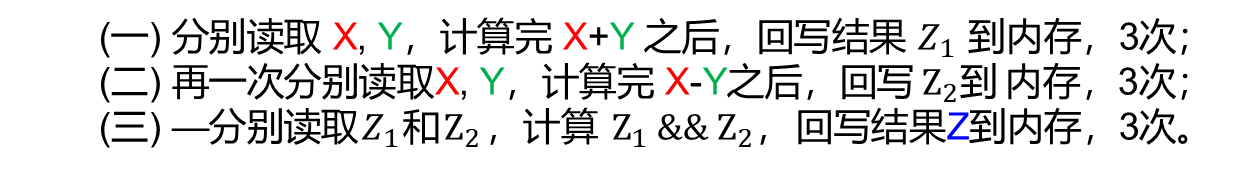 (一) 分别读取 X, Y，计算完 X+Y 之后，回写结果 Z₁ 到内存，3次；
(二) 再一次分别读取X, Y，计算完 X-Y之后，回写 Z₂到 内存，3次；
(三) —分别读取Z₁和Z₂，计算 Z₁ && Z₂，回写结果Z到内存，3次。